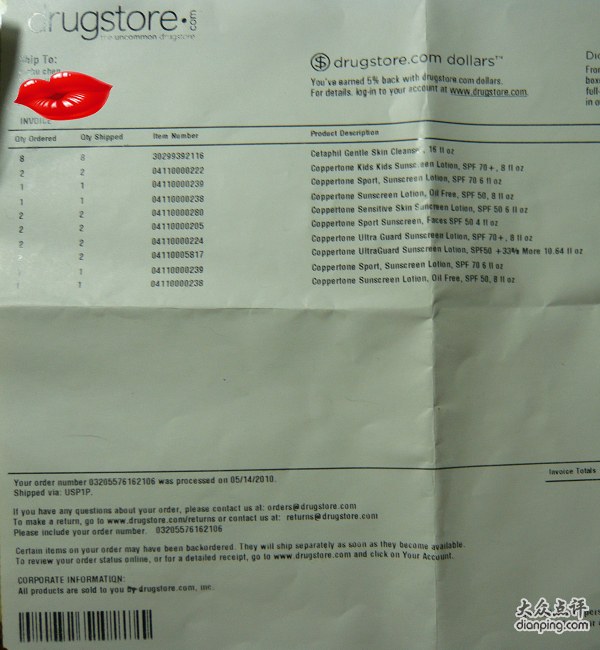 drugstore.com
the uncommon drugstore
Ship To:
drugstore.com dollars™
You've earned 5% back with drugstore.com dollars.
For details, log-in to your account at www.drugstore.com.
INVOICE
Qty Ordered Qty Shipped Item Number Product Description
8 8 30299392116 Cetaphil Gentle Skin Cleanser, 16 fl oz
2 2 04110000222 Coppertone Kids Kids Sunscreen Lotion, SPF 70+, 8 fl oz
1 1 04110000239 Coppertone Sport, Sunscreen Lotion, SPF 70 6 fl oz
1 1 04110000238 Coppertone Sunscreen Lotion, Oil Free, SPF 50, 8 fl oz
2 2 04110000280 Coppertone Sensitive Skin Suncreen Lotion, SPF 50 6 fl oz
2 2 04110000205 Coppertone Sport Sunscreen, Faces SPF 50 4 fl oz
2 2 04110000224 Coppertone Ultra Guard Sunscreen Lotion, SPF 70+, 8 fl oz
2 04110005817 Coppertone UltraGuard Sunscreen Lotion, SPF50 +33% More 10.64 fl oz
1 04110000239 Coppertone Sport, Sunscreen Lotion, SPF 70 6 fl oz
1 04110000238 Coppertone Sunscreen Lotion, Oil Free, SPF 50, 8 fl oz
Invoice Totals
Your order number 03205576162106 was processed on 05/14/2010.
Shipped via: USP1P.
If you have any questions about your order, please contact us at: orders@drugstore.com
To make a return, go to www.drugstore.com/returns or contact us at: returns@drugstore.com
Please include your order number. 03205576162106
Certain items on your order may have been backordered. They will ship separately as soon as they become available.
To review your order status online, or for a detailed receipt, go to www.drugstore.com and click on Your Account.
CORPORATE INFORMATION:
All products are sold to you by drugstore.com, inc.
大众点评
dianping.com